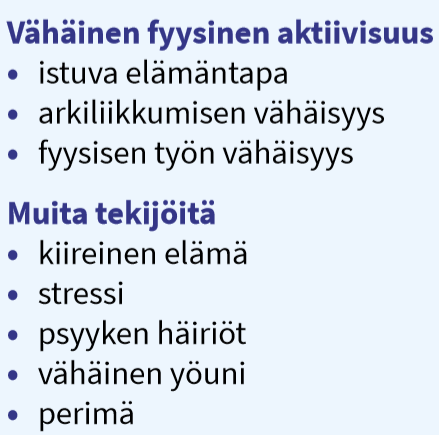 Vähäinen fyysinen aktiivisuus
• istuva elämäntapa
• arkiliikkumisen vähäisyys
• fyysisen työn vähäisyys
Muita tekijöitä
• kiireinen elämä
• stressi
• psyyken häiriöt
• vähäinen yöuni
• perimä